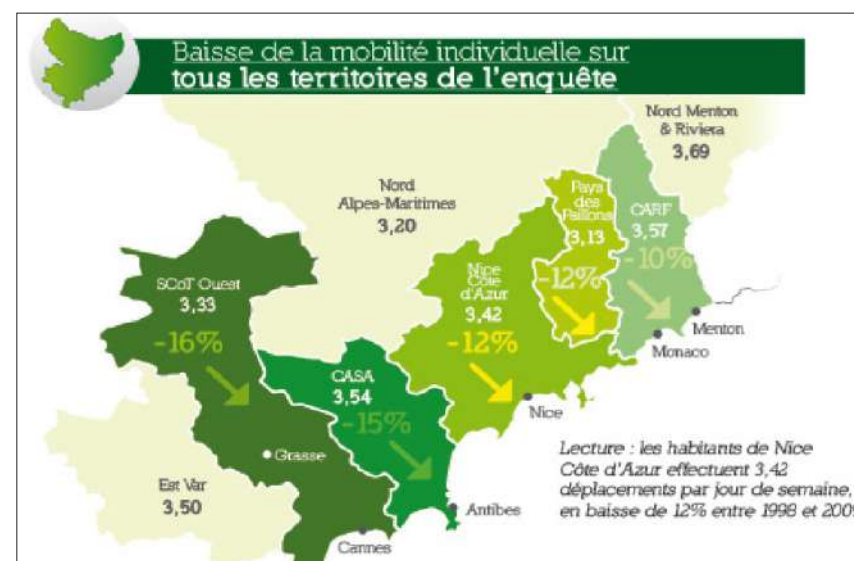 Baisse de la mobilité individuelle sur
tous les territoires de l'enquête
Nord Menton
& Riviera
3,69
Nord
Alpes-Maritimes
3,20
Pays
des
Paillons
3,13
-12%
CARF
3,57
-10%
SCoT Ouest
3,33
-16%
Nice
Côte
d'Azur
3,42
-12%
CASA
3,54
-15%
Menton
Monaco
Nice
Grasse
Est Var
3,50
Antibes
Cannes
Lecture : les habitants de Nice
Côte d'Azur effectuent 3,42
déplacements par jour de semaine,
en baisse de 12% entre 1998 et